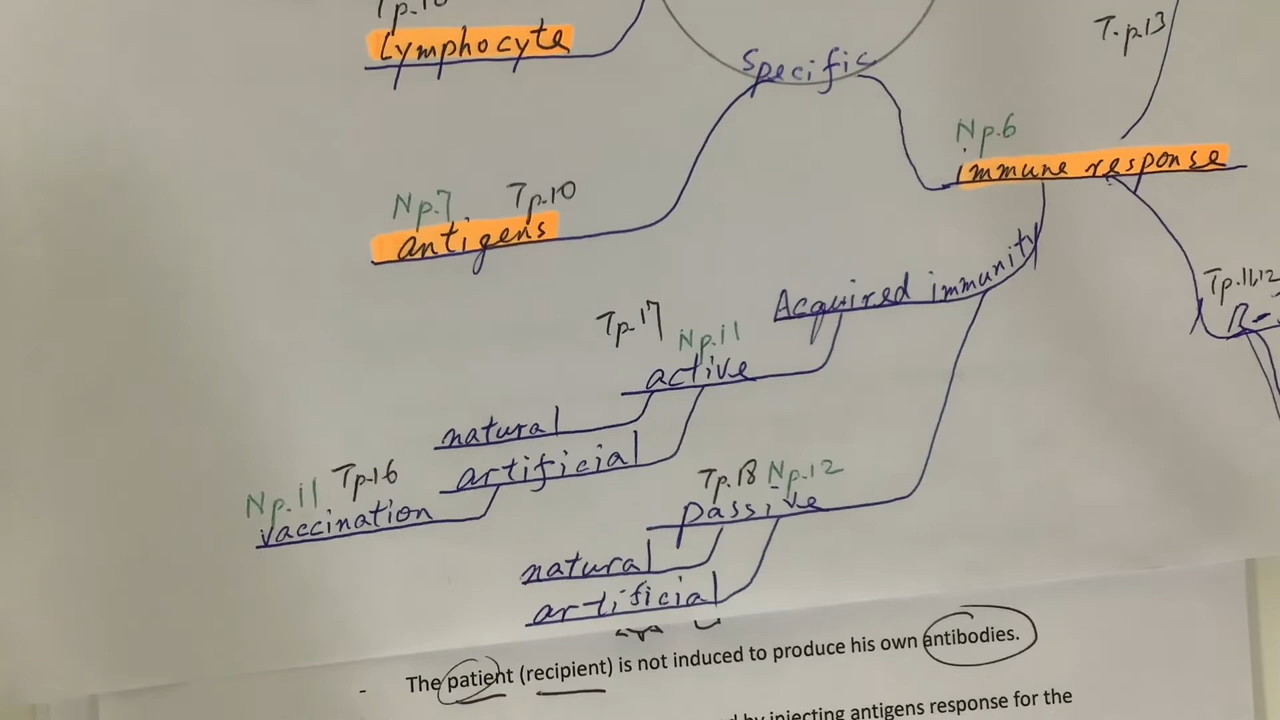 Tp.10
Lymphocyte
Specific
T.p.13
Np.6
immune response
Np.7 Tp.10
antigens
Acquired immunity
Tp.11,12
Tp.17 Np.11
active
natural
artificial
Np.11 Tp.16
vaccination
Tp.18 Np.12
passive
natural
artificial
- The patient (recipient) is not induced to produce his own antibodies.
by injecting antigens response for the